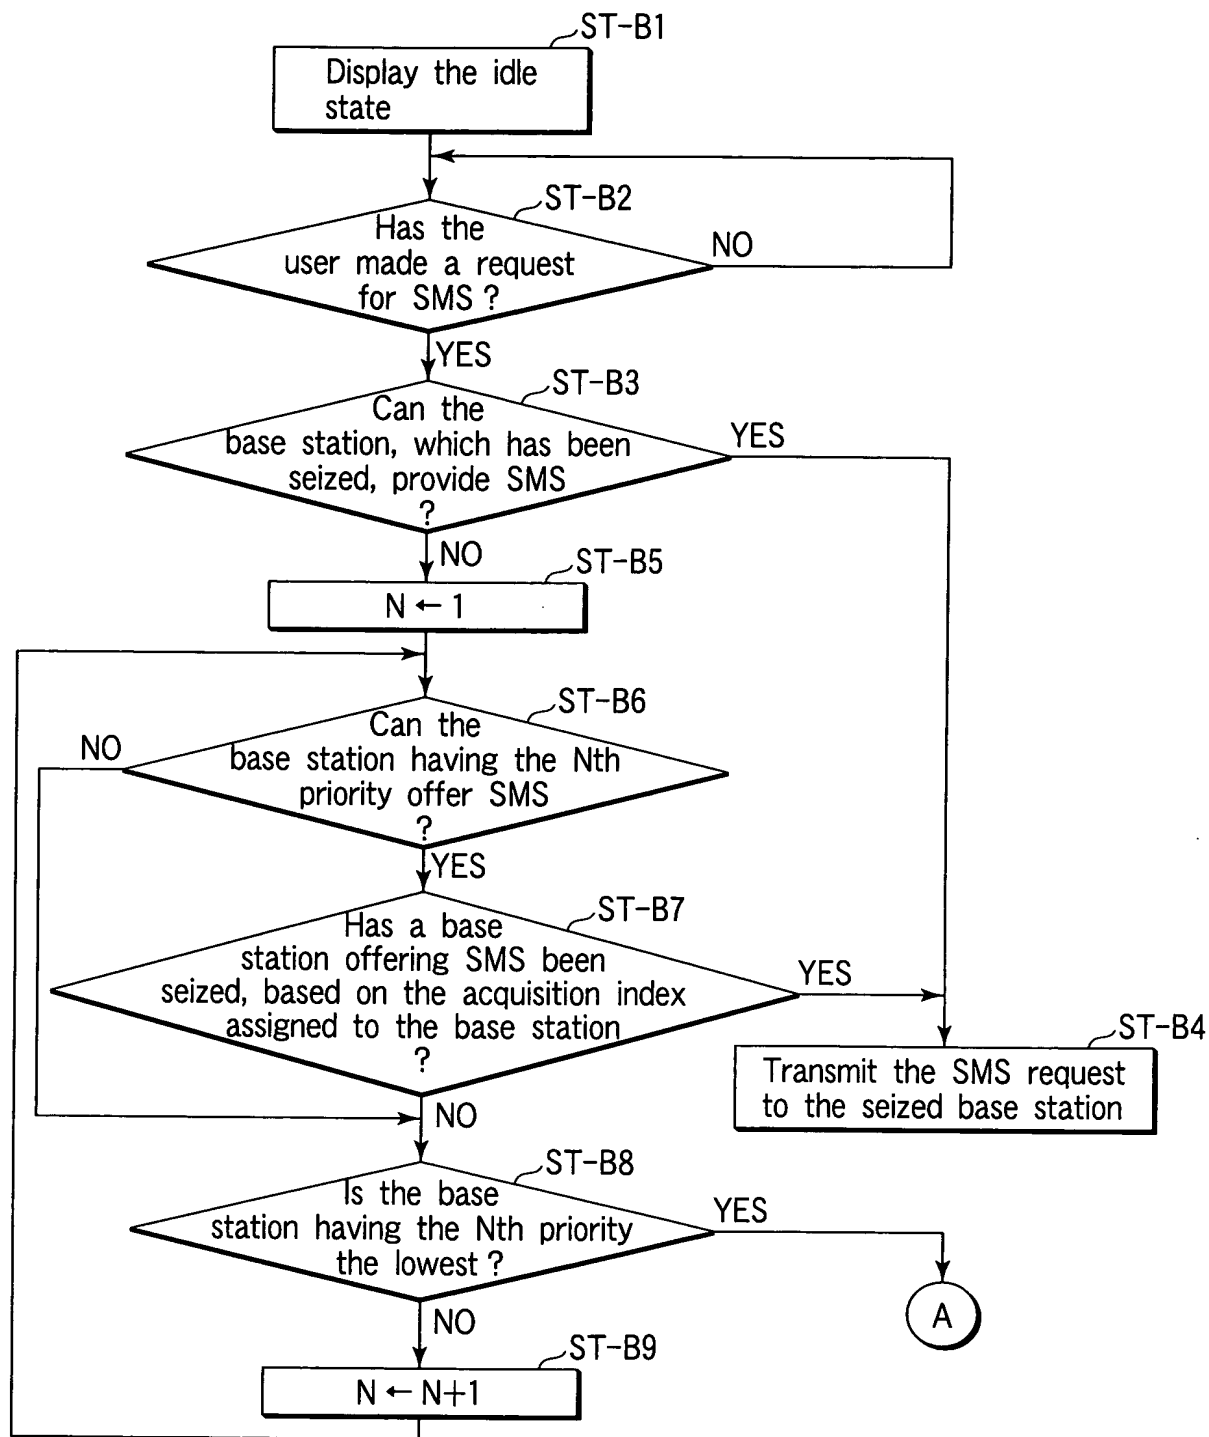 ST-B1
Display the idle
state
ST-B2
Has the
user made a request
for SMS ?
NO
YES
ST-B3
Can the
base station, which has been
seized, provide SMS
?
YES
NO
ST-B5
N ← 1
ST-B6
Can the
base station having the Nth
priority offer SMS
?
NO
YES
ST-B7
Has a base
station offering SMS been
seized, based on the acquisition index
assigned to the base station
?
YES
ST-B4
Transmit the SMS request
to the seized base station
NO
ST-B8
Is the base
station having the Nth priority
the lowest ?
YES
A
NO
ST-B9
N ← N+1